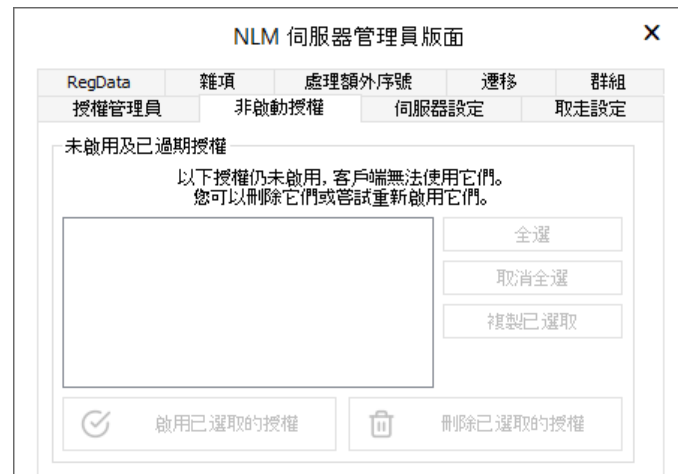 NLM 伺服器管理員版面
RegData 雜項 處理額外序號 遷移 群組
授權管理員 非啟動授權 伺服器設定 取走設定
未啟用及已過期授權
以下授權仍未啟用, 客戶端無法使用它們。
您可以刪除它們或嘗試重新啟用它們。
全選
取消全選
複製已選取
啟用已選取的授權 刪除已選取的授權